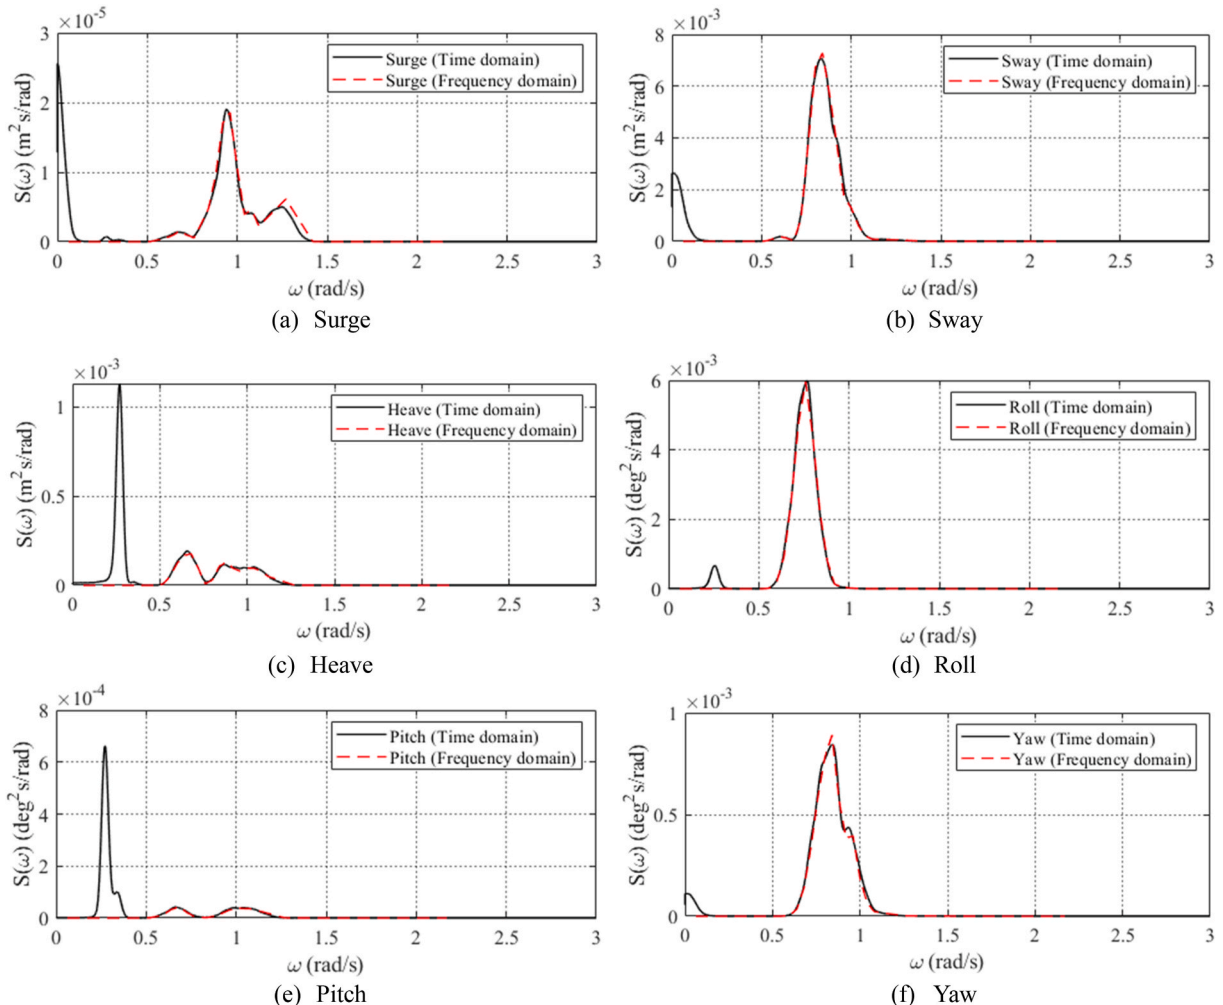 ×10⁻⁵
S(ω) (m²s/rad)
3
2
1
0
Surge (Time domain)
Surge (Frequency domain)
0 0.5 1 1.5 2 2.5 3
ω (rad/s)
(a) Surge
×10⁻³
S(ω) (m²s/rad)
8
6
4
2
0
Sway (Time domain)
Sway (Frequency domain)
0 0.5 1 1.5 2 2.5 3
ω (rad/s)
(b) Sway
×10⁻³
S(ω) (m²s/rad)
1
0.5
0
Heave (Time domain)
Heave (Frequency domain)
0 0.5 1 1.5 2 2.5 3
ω (rad/s)
(c) Heave
×10⁻³
S(ω) (deg²s/rad)
6
4
2
0
Roll (Time domain)
Roll (Frequency domain)
0 0.5 1 1.5 2 2.5 3
ω (rad/s)
(d) Roll
×10⁻⁴
S(ω) (deg²s/rad)
8
6
4
2
0
Pitch (Time domain)
Pitch (Frequency domain)
0 0.5 1 1.5 2 2.5 3
ω (rad/s)
(e) Pitch
×10⁻³
S(ω) (deg²s/rad)
1
0.5
0
Yaw (Time domain)
Yaw (Frequency domain)
0 0.5 1 1.5 2 2.5 3
ω (rad/s)
(f) Yaw